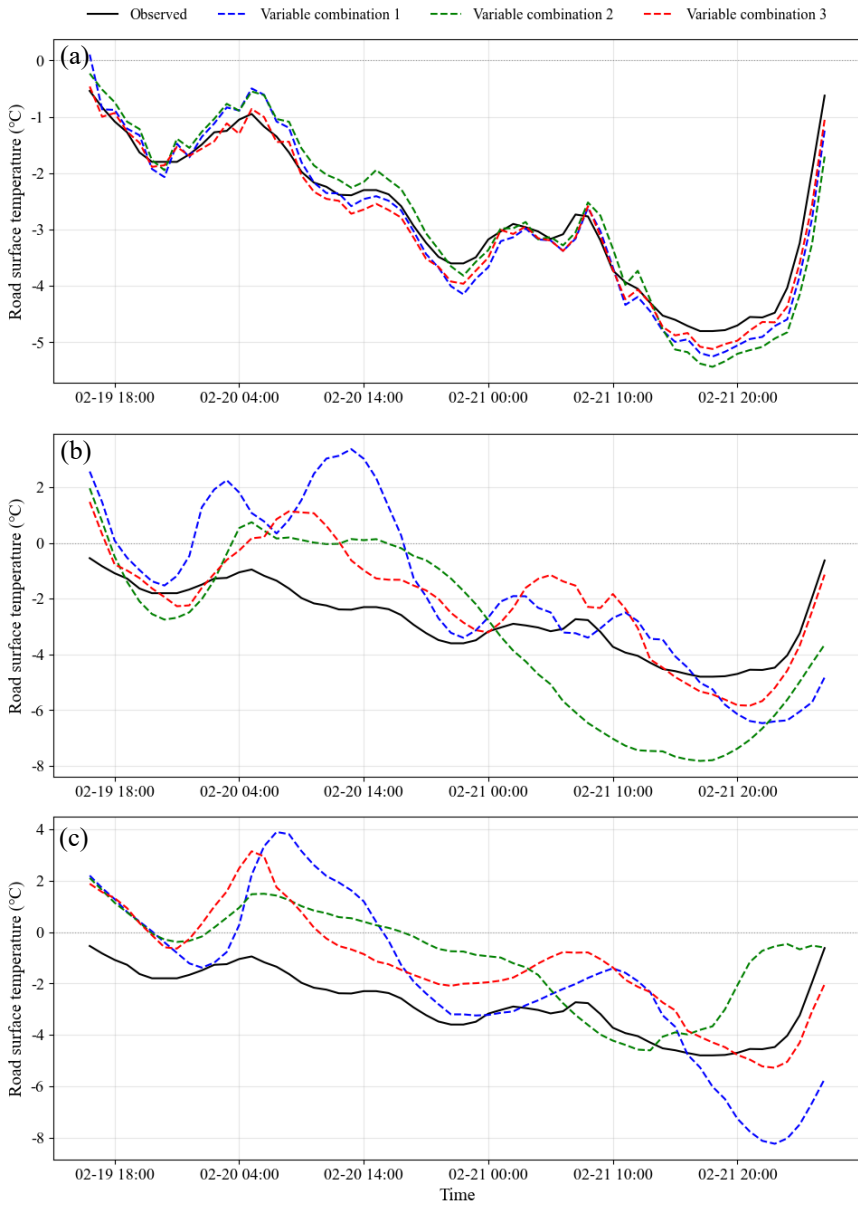 Observed Variable combination 1 Variable combination 2 Variable combination 3
(a)
Road surface temperature (°C)
0
-1
-2
-3
-4
-5
02-19 18:00 02-20 04:00 02-20 14:00 02-21 00:00 02-21 10:00 02-21 20:00
(b)
Road surface temperature (°C)
2
0
-2
-4
-6
-8
02-19 18:00 02-20 04:00 02-20 14:00 02-21 00:00 02-21 10:00 02-21 20:00
(c)
Road surface temperature (°C)
4
2
0
-2
-4
-6
-8
02-19 18:00 02-20 04:00 02-20 14:00 02-21 00:00 02-21 10:00 02-21 20:00
Time